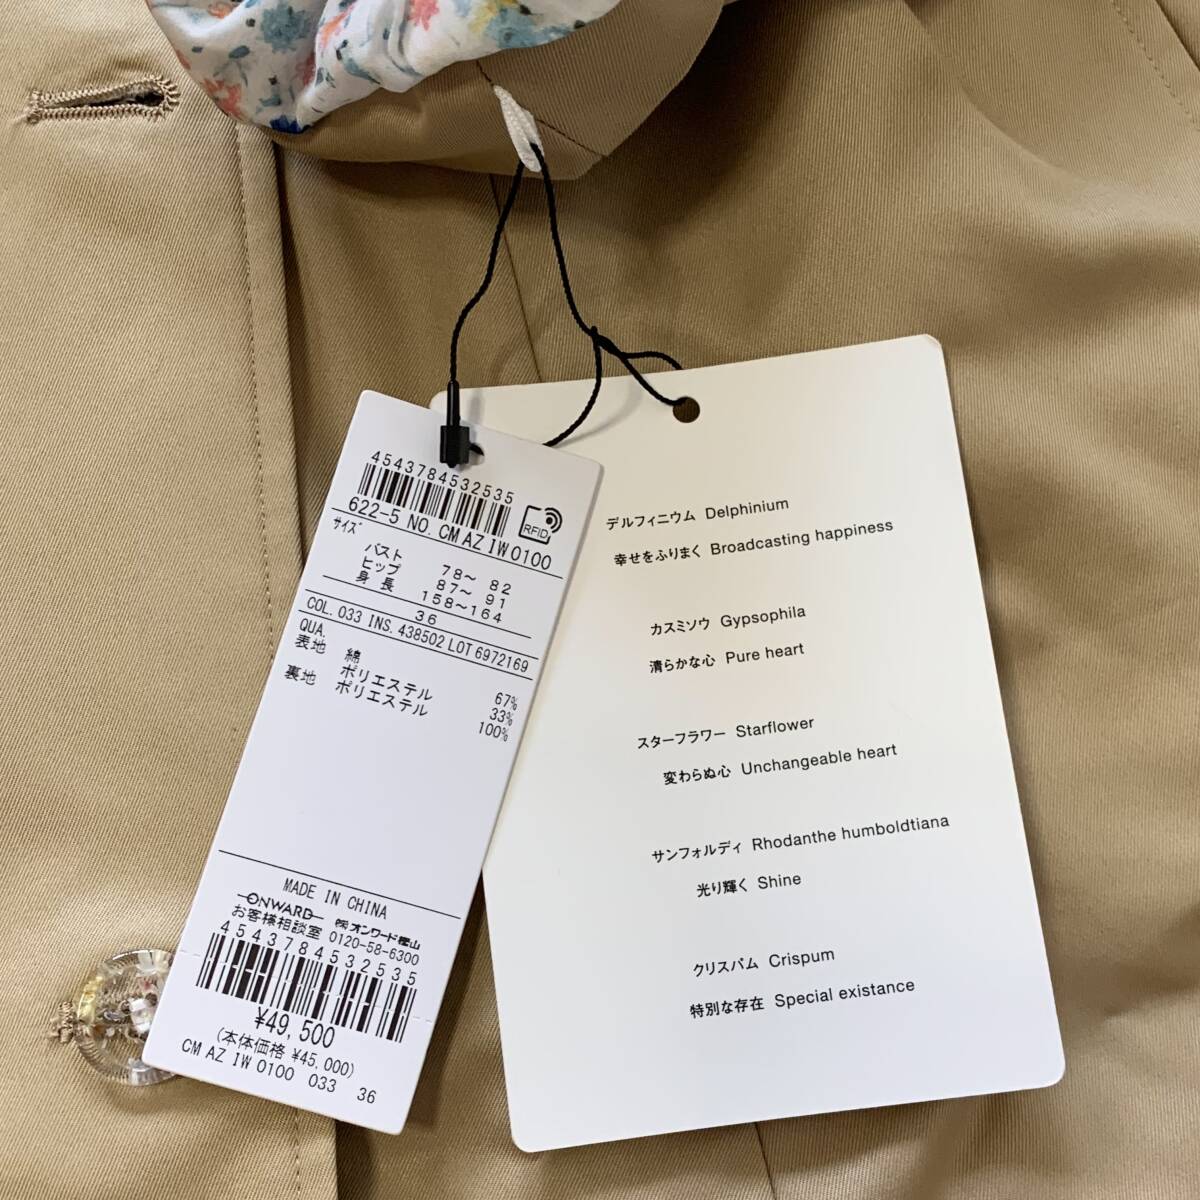 4543784532535
RFID
622-5 NO. CM AZ IW 0100
サイズ
バスト 78～ 82
ヒップ 87～ 91
身長 158～164
36
COL. 033 INS. 438502 LOT 6972169
QUA.
表地 綿 67%
ポリエステル 33%
裏地 ポリエステル 100%
MADE IN CHINA
ONWARD ㈱オンワード樫山
お客様相談室 0120-58-6300
4543784532535
¥49,500
(本体価格 ¥45,000)
CM AZ IW 0100 033 36
デルフィニウム Delphinium
幸せをふりまく Broadcasting happiness
カスミソウ Gypsophila
清らかな心 Pure heart
スターフラワー Starflower
変わらぬ心 Unchangeable heart
サンフォルディ Rhodanthe humboldtiana
光り輝く Shine
クリスパム Crispum
特別な存在 Special existance